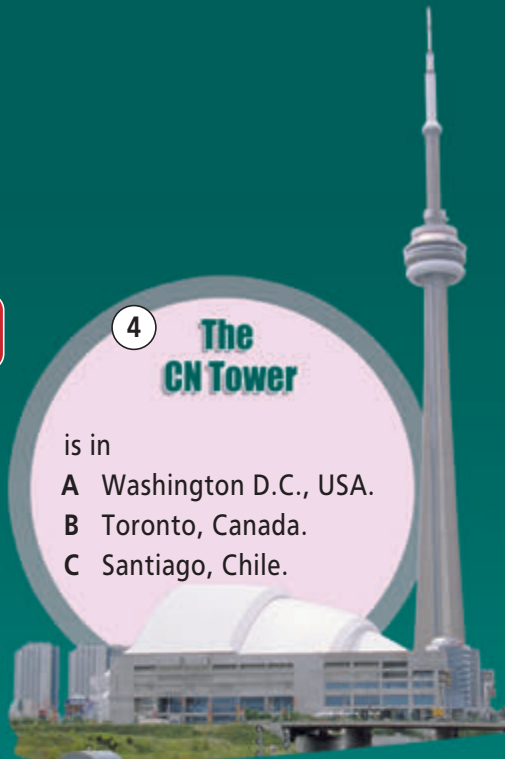 4
The
CN Tower
is in
A Washington D.C., USA.
B Toronto, Canada.
C Santiago, Chile.